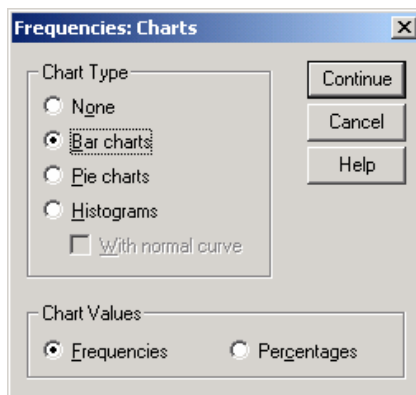 Frequencies: Charts
Chart Type
None
Bar charts
Pie charts
Histograms
With normal curve
Continue
Cancel
Help
Chart Values
Frequencies
Percentages